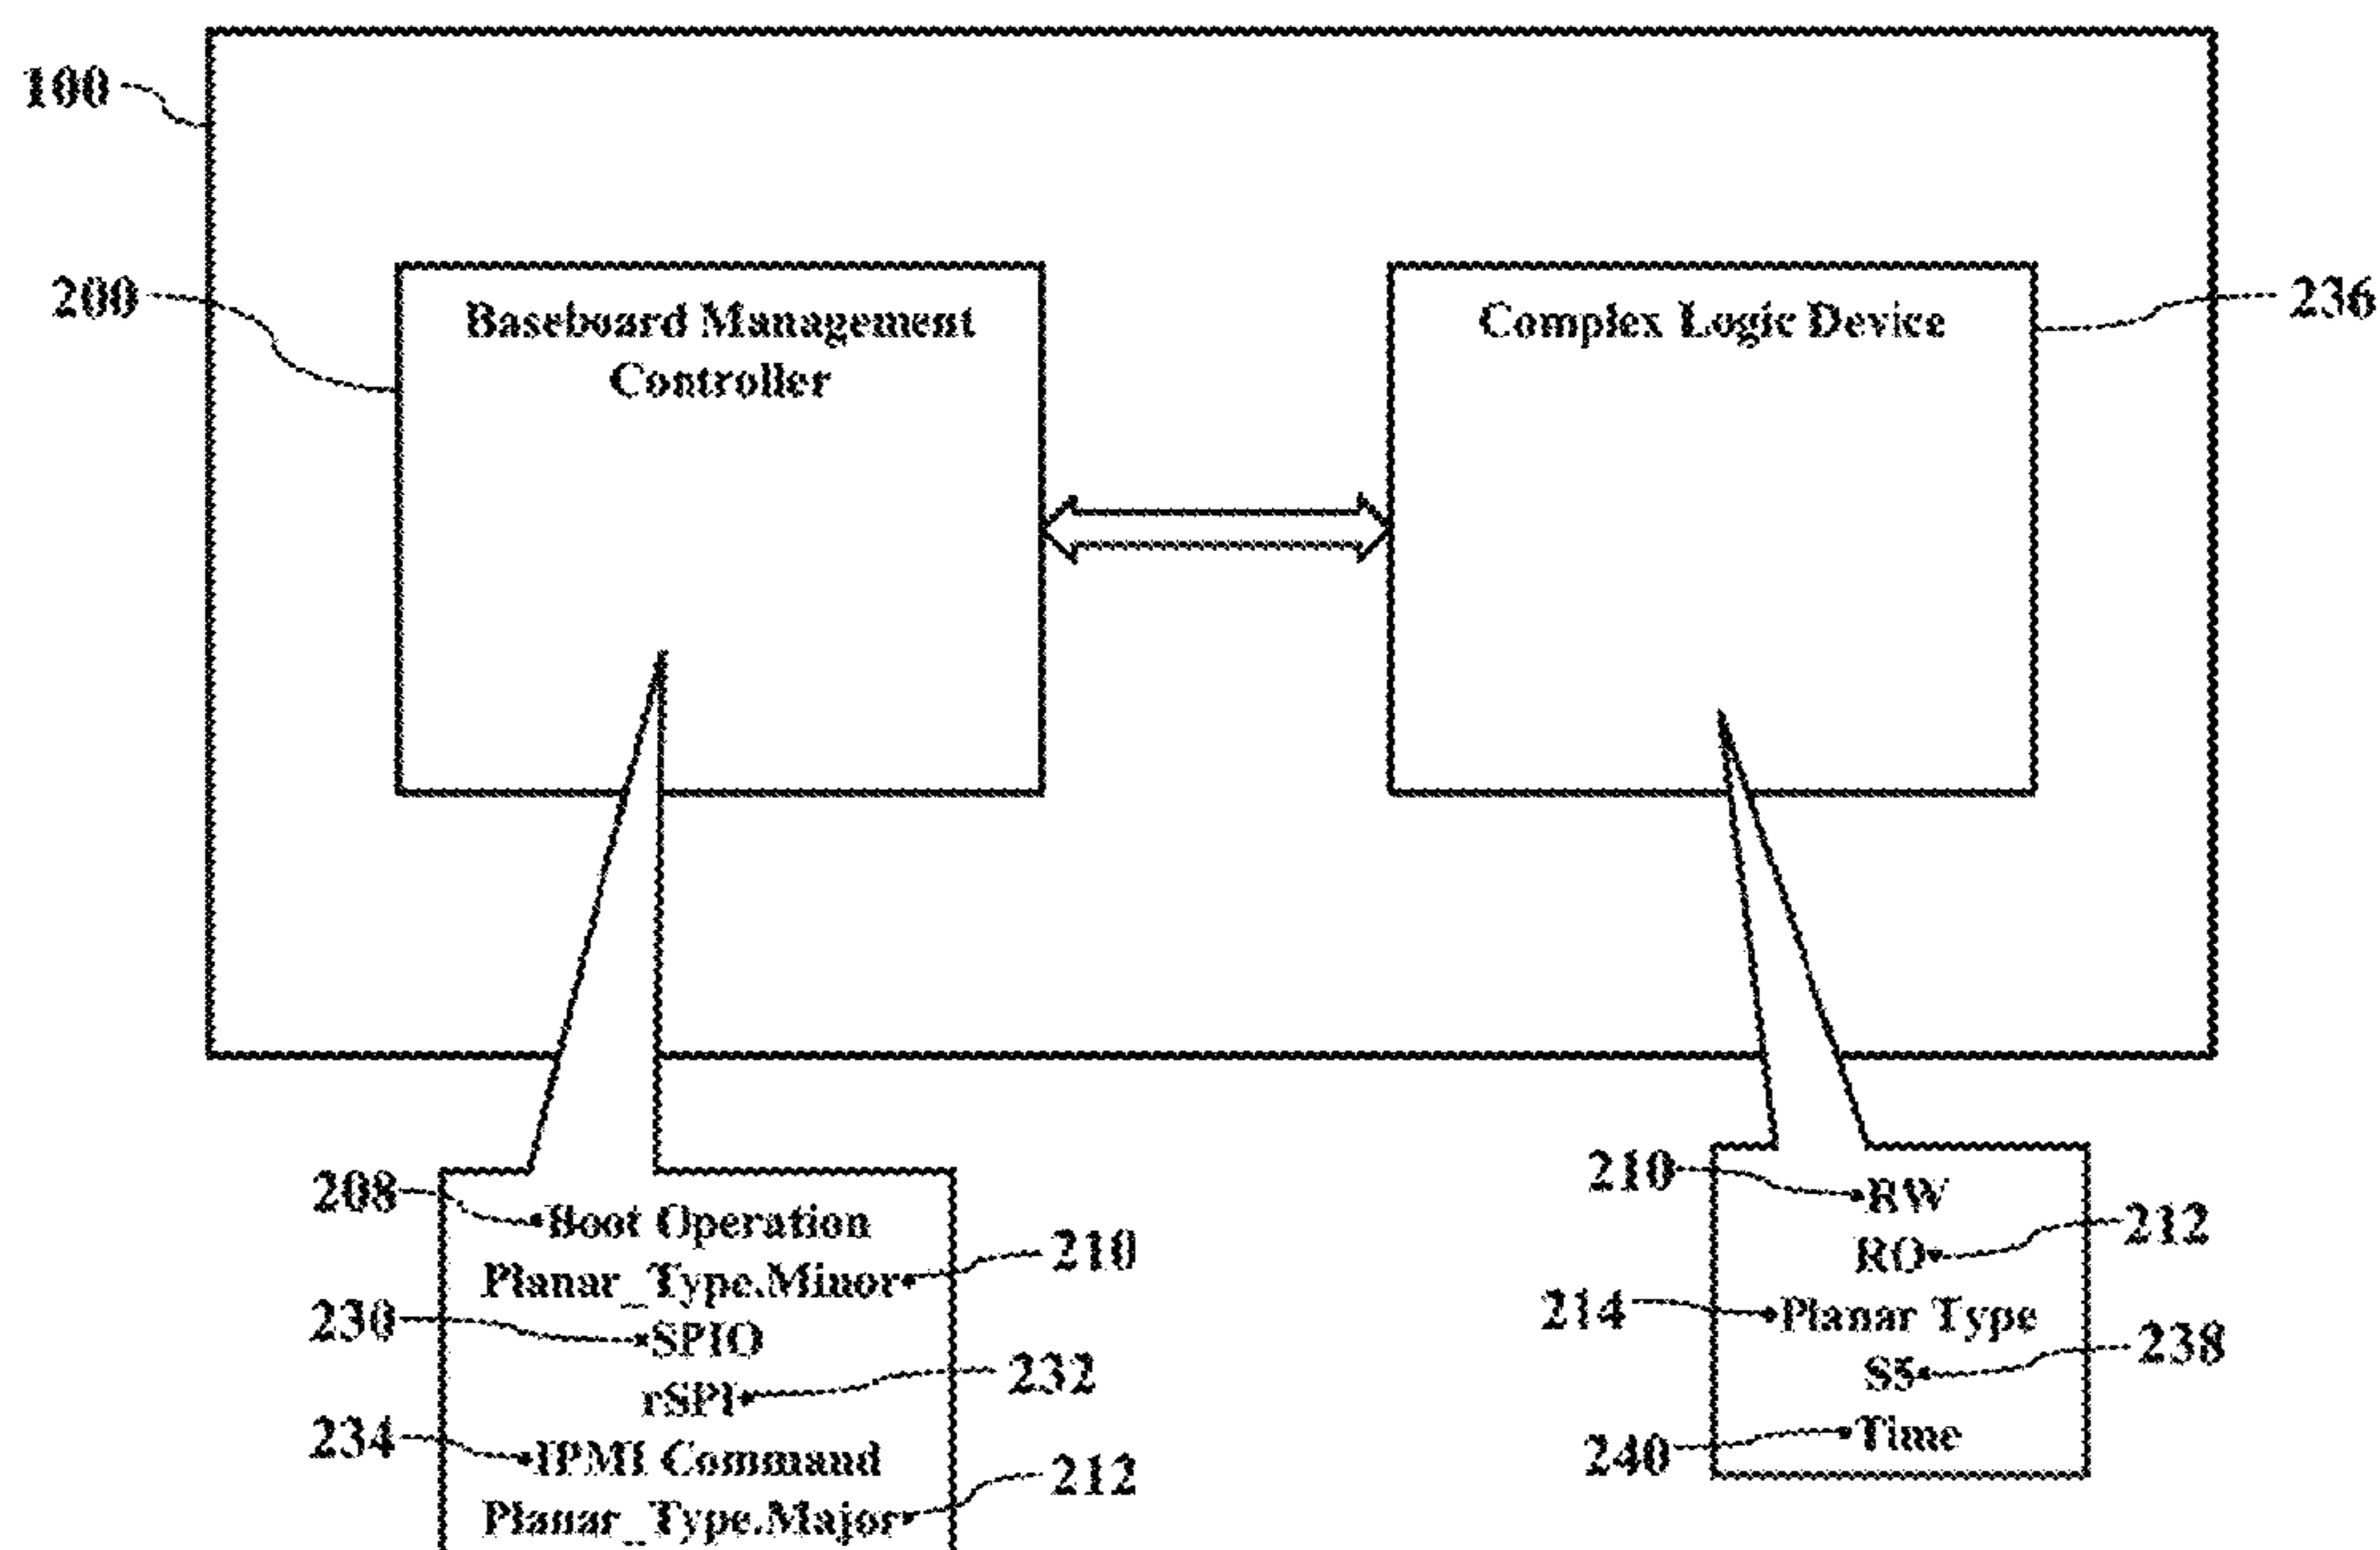 100
200
Baseboard Management
Controller
Complex Logic Device
236
208
Boot Operation
Planar_Type.Minor
210
230
SPIO
rSPI
232
234
IPMI Command
Planar_Type.Major
212
210
RW
RO
212
214
Planar Type
S5
238
240
Time